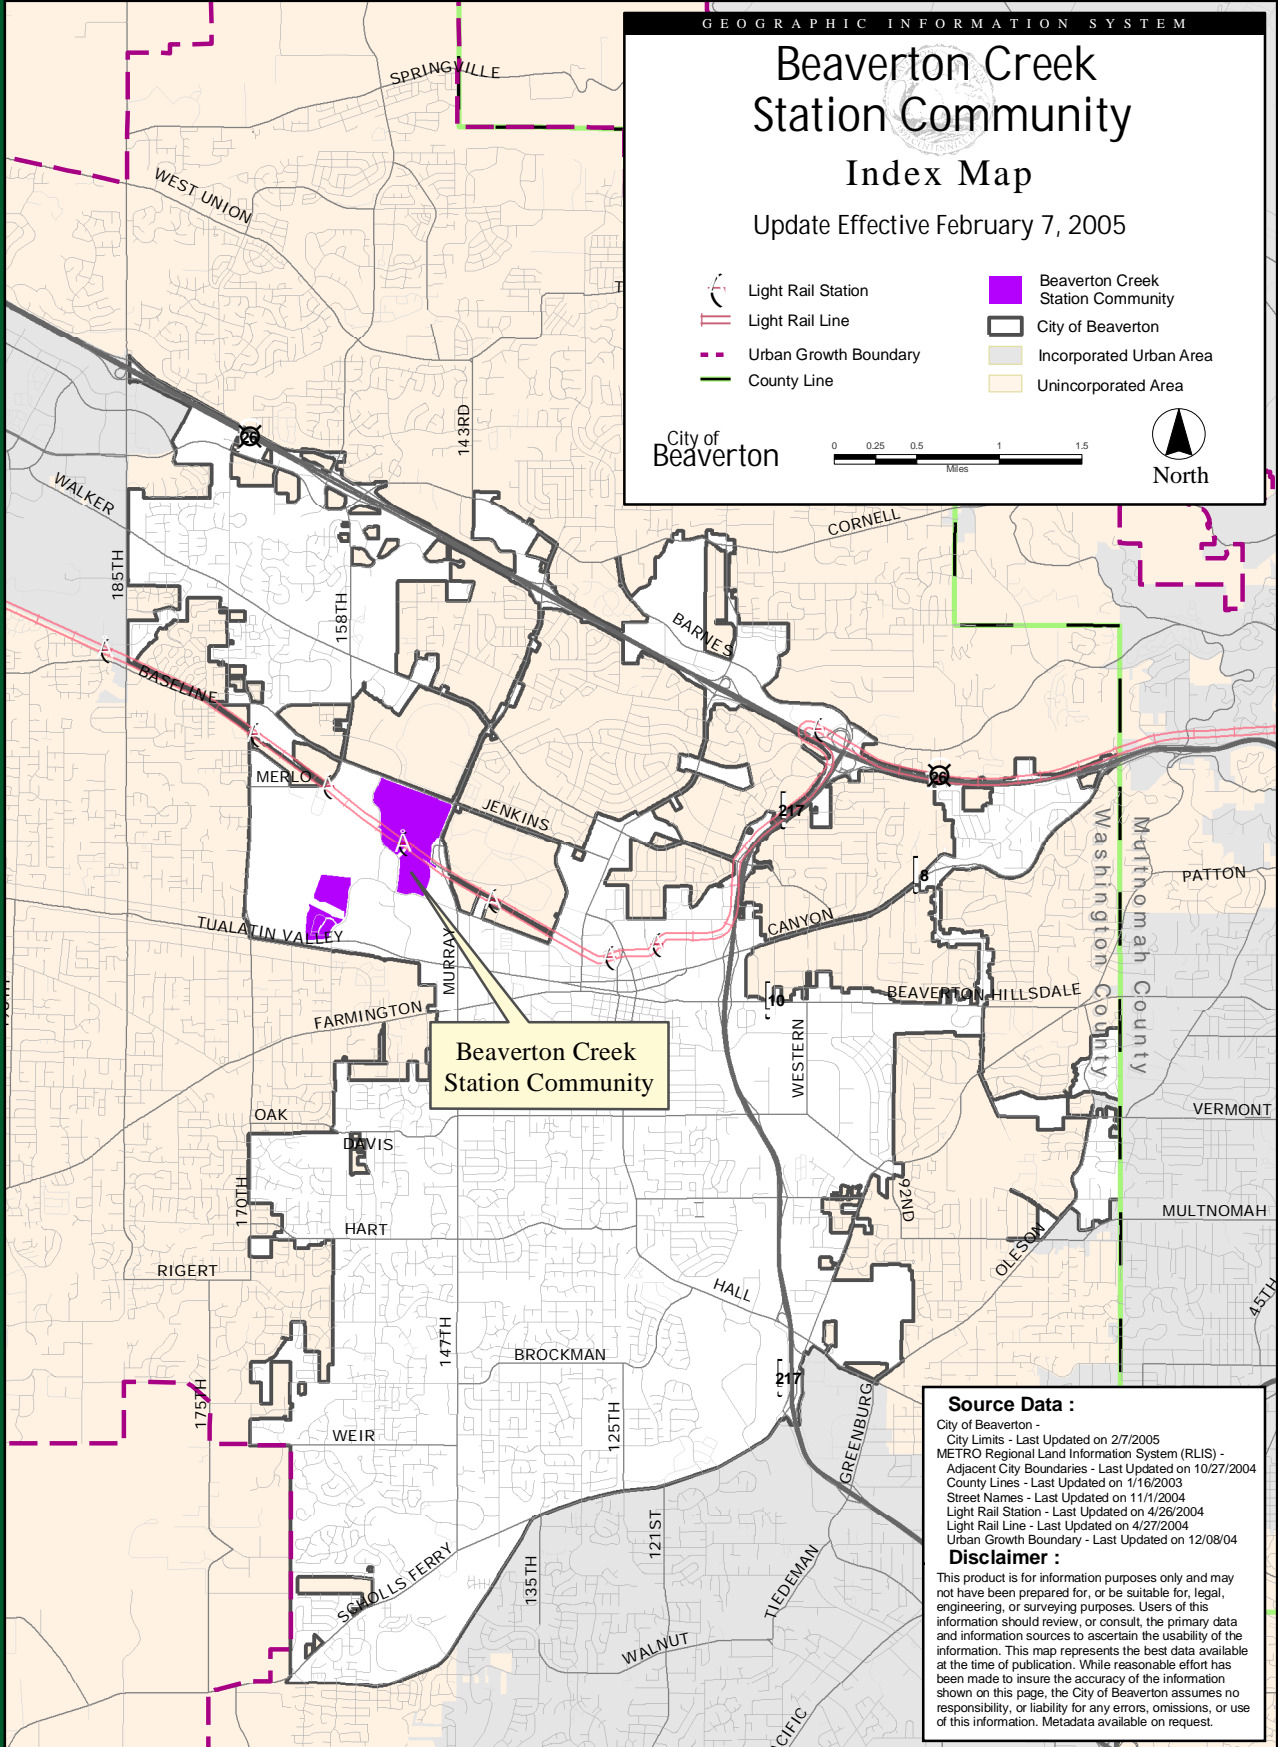 GEOGRAPHIC INFORMATION SYSTEM
Beaverton Creek
Station Community
Index Map
Update Effective February 7, 2005
Light Rail Station
Light Rail Line
Urban Growth Boundary
County Line
Beaverton Creek
Station Community
City of Beaverton
Incorporated Urban Area
Unincorporated Area
City of
Beaverton
0 0.25 0.5 1 1.5
Miles
North
SPRINGVILLE
WEST UNION
143RD
26
WALKER
185TH
158TH
CORNELL
BARNES
BASELINE
MERLO
JENKINS
217
26
8
CANYON
PATTON
Washington County
Multnomah County
TUALATIN VALLEY
MURRAY
FARMINGTON
10
BEAVERTON HILLSDALE
WESTERN
Beaverton Creek
Station Community
OAK
DAVIS
VERMONT
170TH
HART
92ND
MULTNOMAH
OLESON
RIGERT
HALL
45TH
147TH
BROCKMAN
217
175TH
125TH
WEIR
GREENBURG
121ST
SCHOLLS FERRY
135TH
TIEDEMAN
WALNUT
Source Data :
City of Beaverton -
City Limits - Last Updated on 2/7/2005
METRO Regional Land Information System (RLIS) -
Adjacent City Boundaries - Last Updated on 10/27/2004
County Lines - Last Updated on 1/16/2003
Street Names - Last Updated on 11/1/2004
Light Rail Station - Last Updated on 4/26/2004
Light Rail Line - Last Updated on 4/27/2004
Urban Growth Boundary - Last Updated on 12/08/04
Disclaimer :
This product is for information purposes only and may
not have been prepared for, or be suitable for, legal,
engineering, or surveying purposes. Users of this
information should review, or consult, the primary data
and information sources to ascertain the usability of the
information. This map represents the best data available
at the time of publication. While reasonable effort has
been made to insure the accuracy of the information
shown on this page, the City of Beaverton assumes no
responsibility, or liability for any errors, omissions, or use
of this information. Metadata available on request.